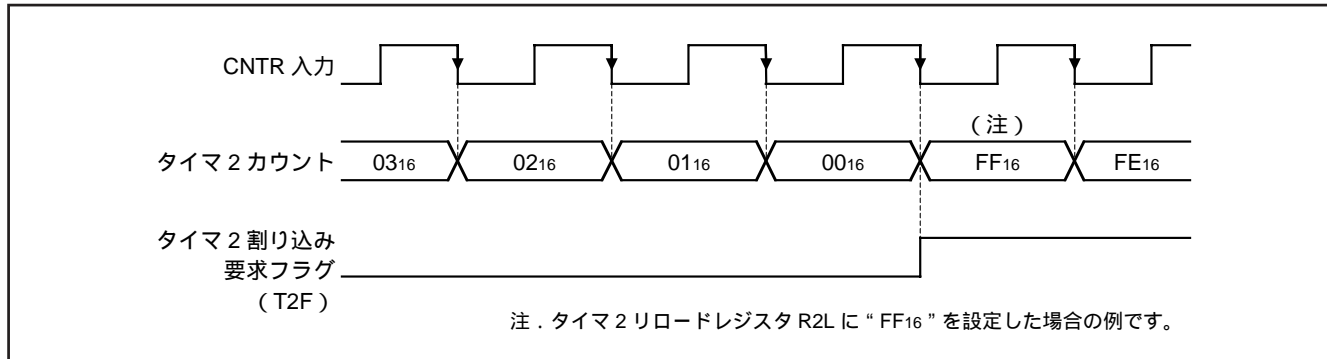 CNTR 入力
(注)
タイマ 2 カウント 0316 0216 0116 0016 FF16 FE16
タイマ 2 割り込み
要求フラグ
(T2F)
注．タイマ 2 リロードレジスタ R2L に “ FF16 ” を設定した場合の例です。